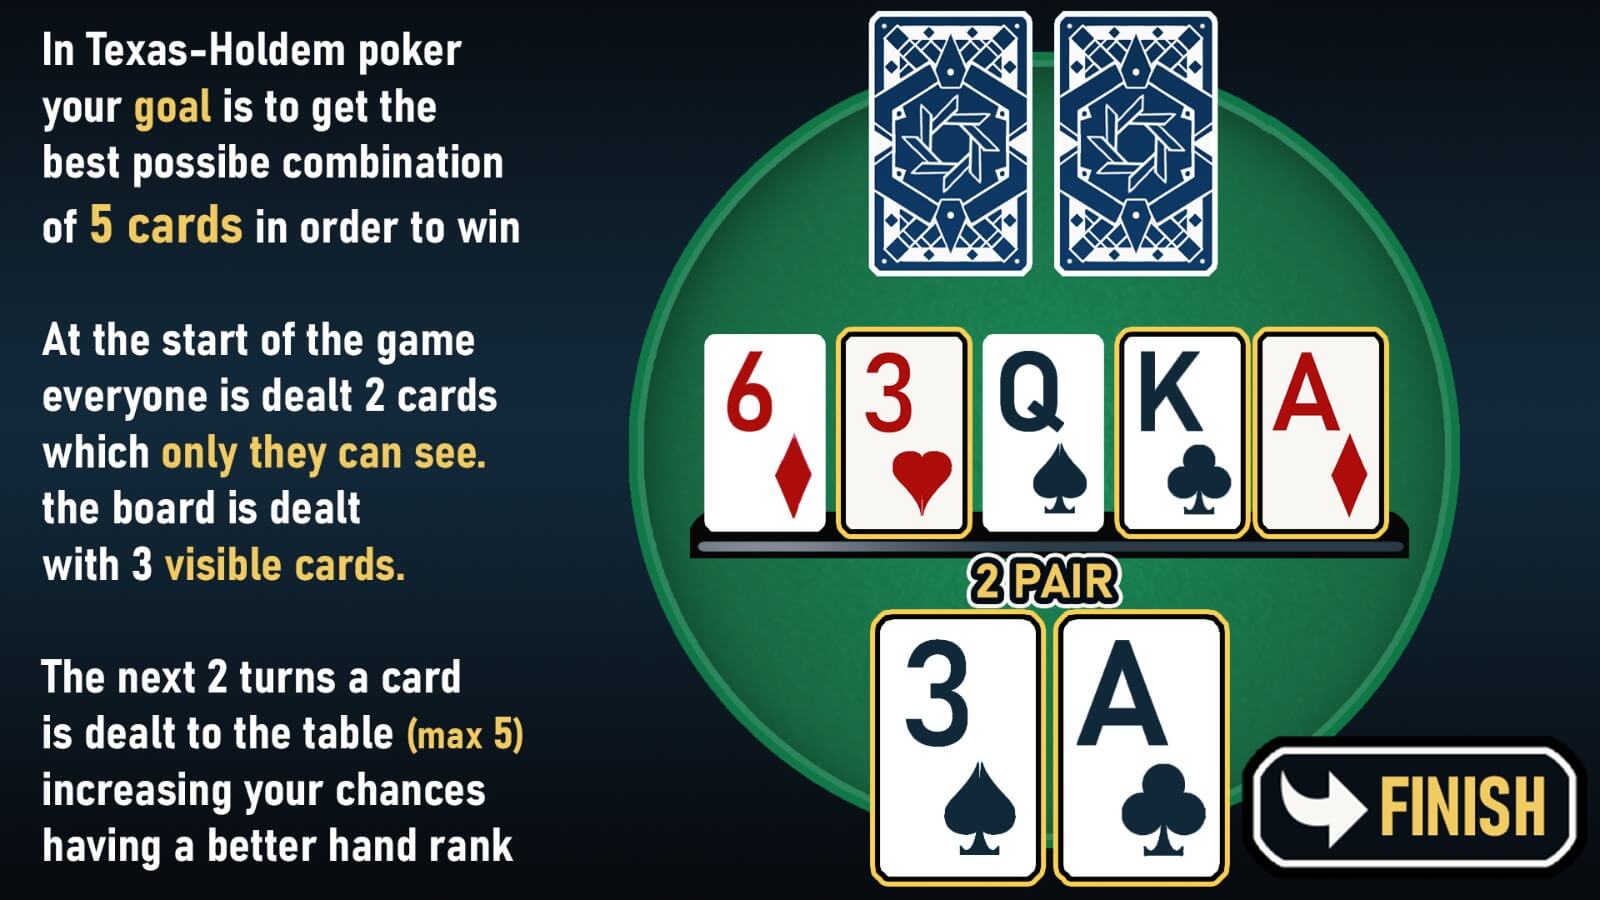 In Texas-Holdem poker
your goal is to get the
best possibe combination
of 5 cards in order to win
At the start of the game
everyone is dealt 2 cards
which only they can see.
the board is dealt
with 3 visible cards.
The next 2 turns a card
is dealt to the table (max 5)
increasing your chances
having a better hand rank
6 3 Q K A
2 PAIR
3 A
FINISH